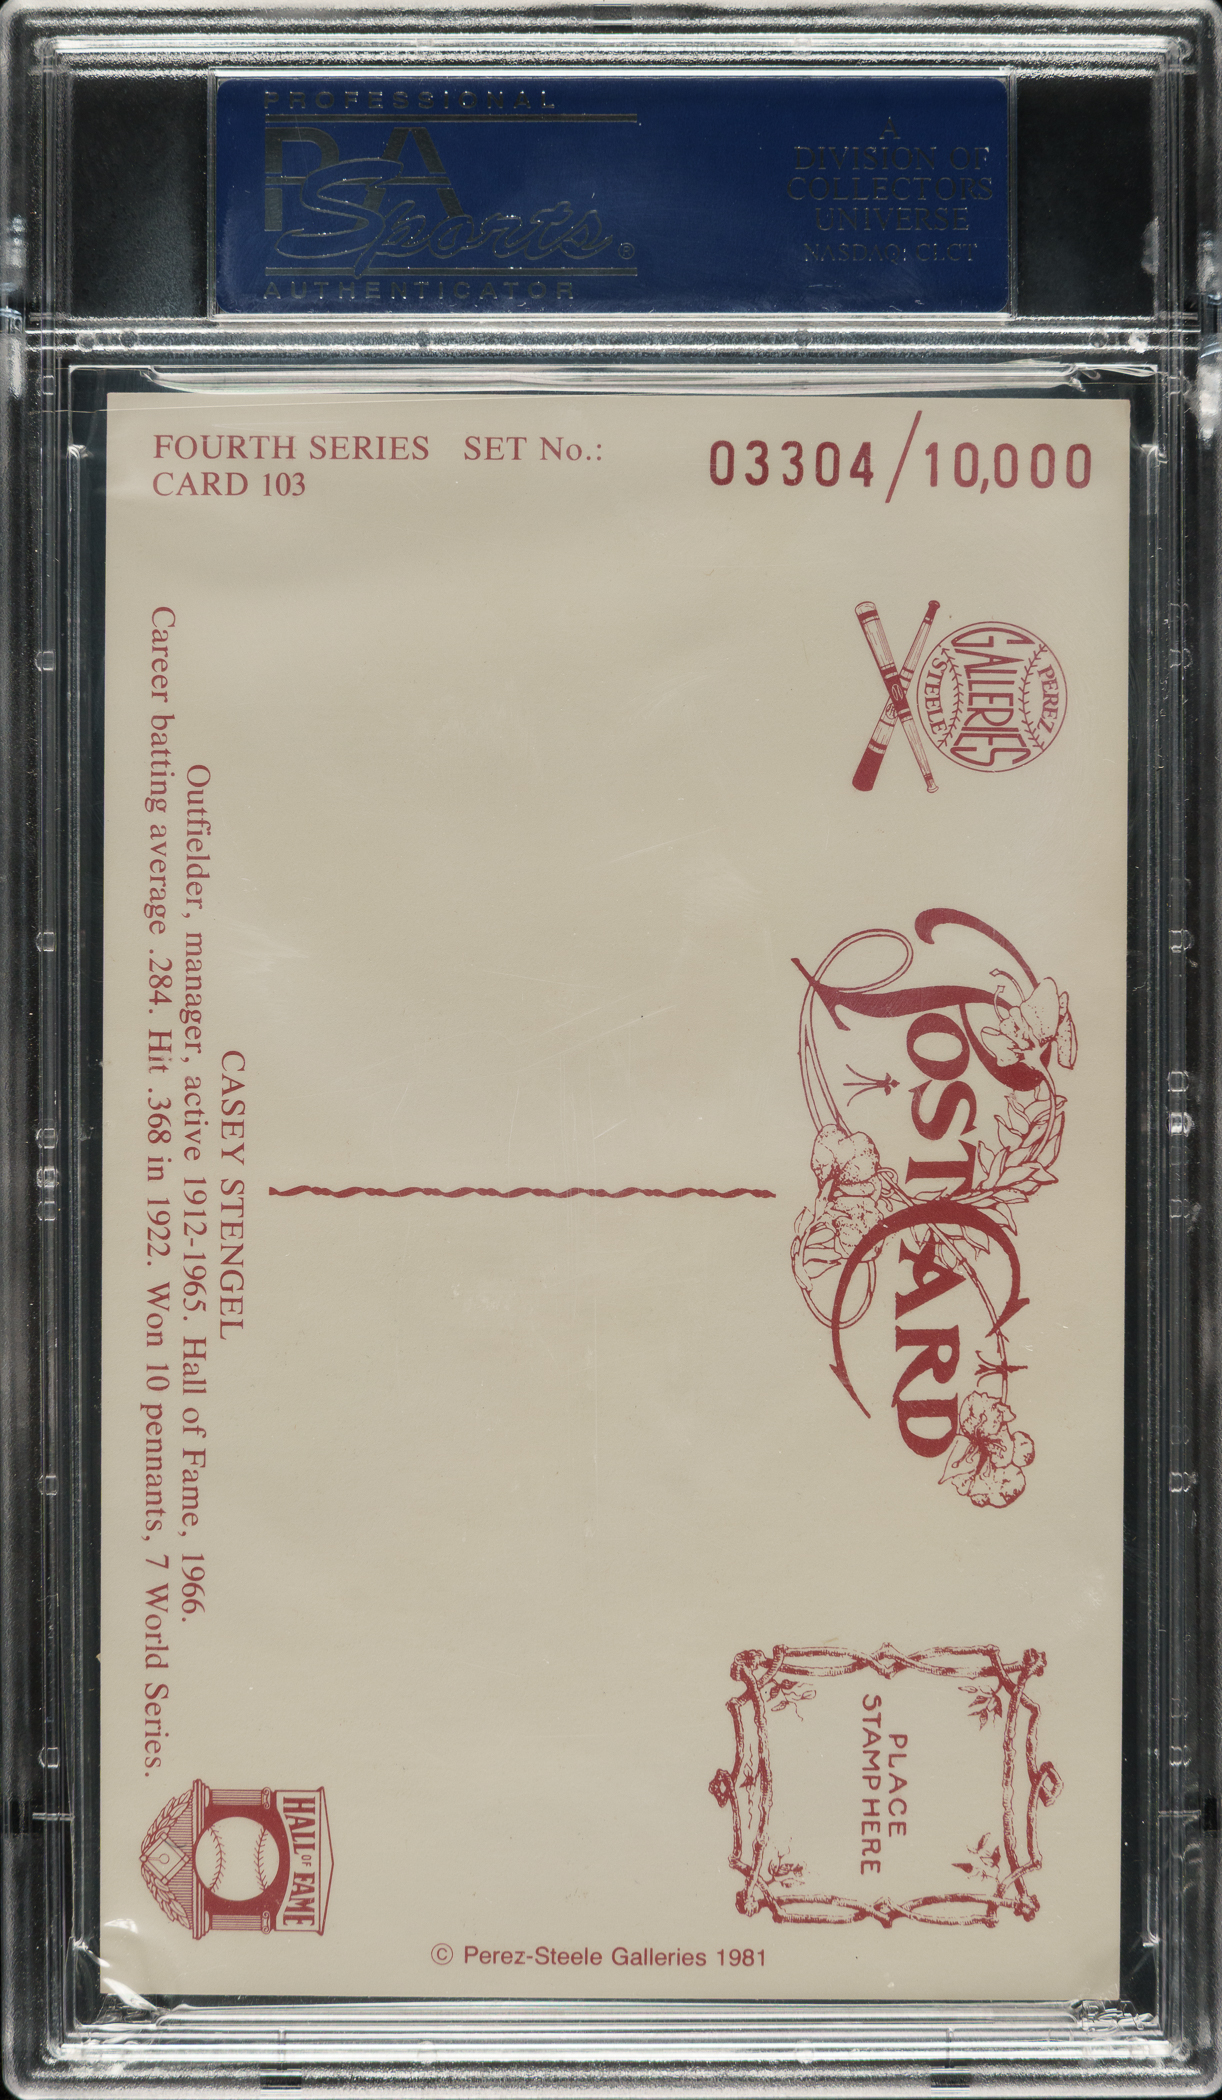 PROFESSIONAL
PSA
Sports®
AUTHENTICATOR
A
DIVISION OF
COLLECTORS
UNIVERSE
NASDAQ: CLCT
FOURTH SERIES SET No.: 03304/10,000
CARD 103
PEREZ
GALLERIES
STEELE
POST CARD
PLACE
STAMP HERE
CASEY STENGEL
Outfielder, manager, active 1912-1965. Hall of Fame, 1966.
Career batting average .284. Hit .368 in 1922. Won 10 pennants, 7 World Series.
HALL OF FAME
© Perez-Steele Galleries 1981
PSA